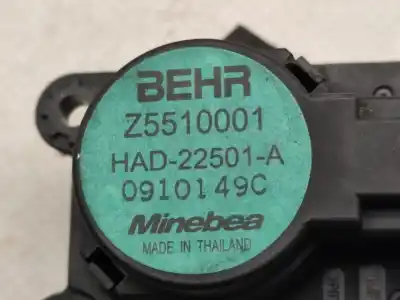 BEHR
Z5510001
HAD-22501-A
0910149C
Minebea
MADE IN THAILAND